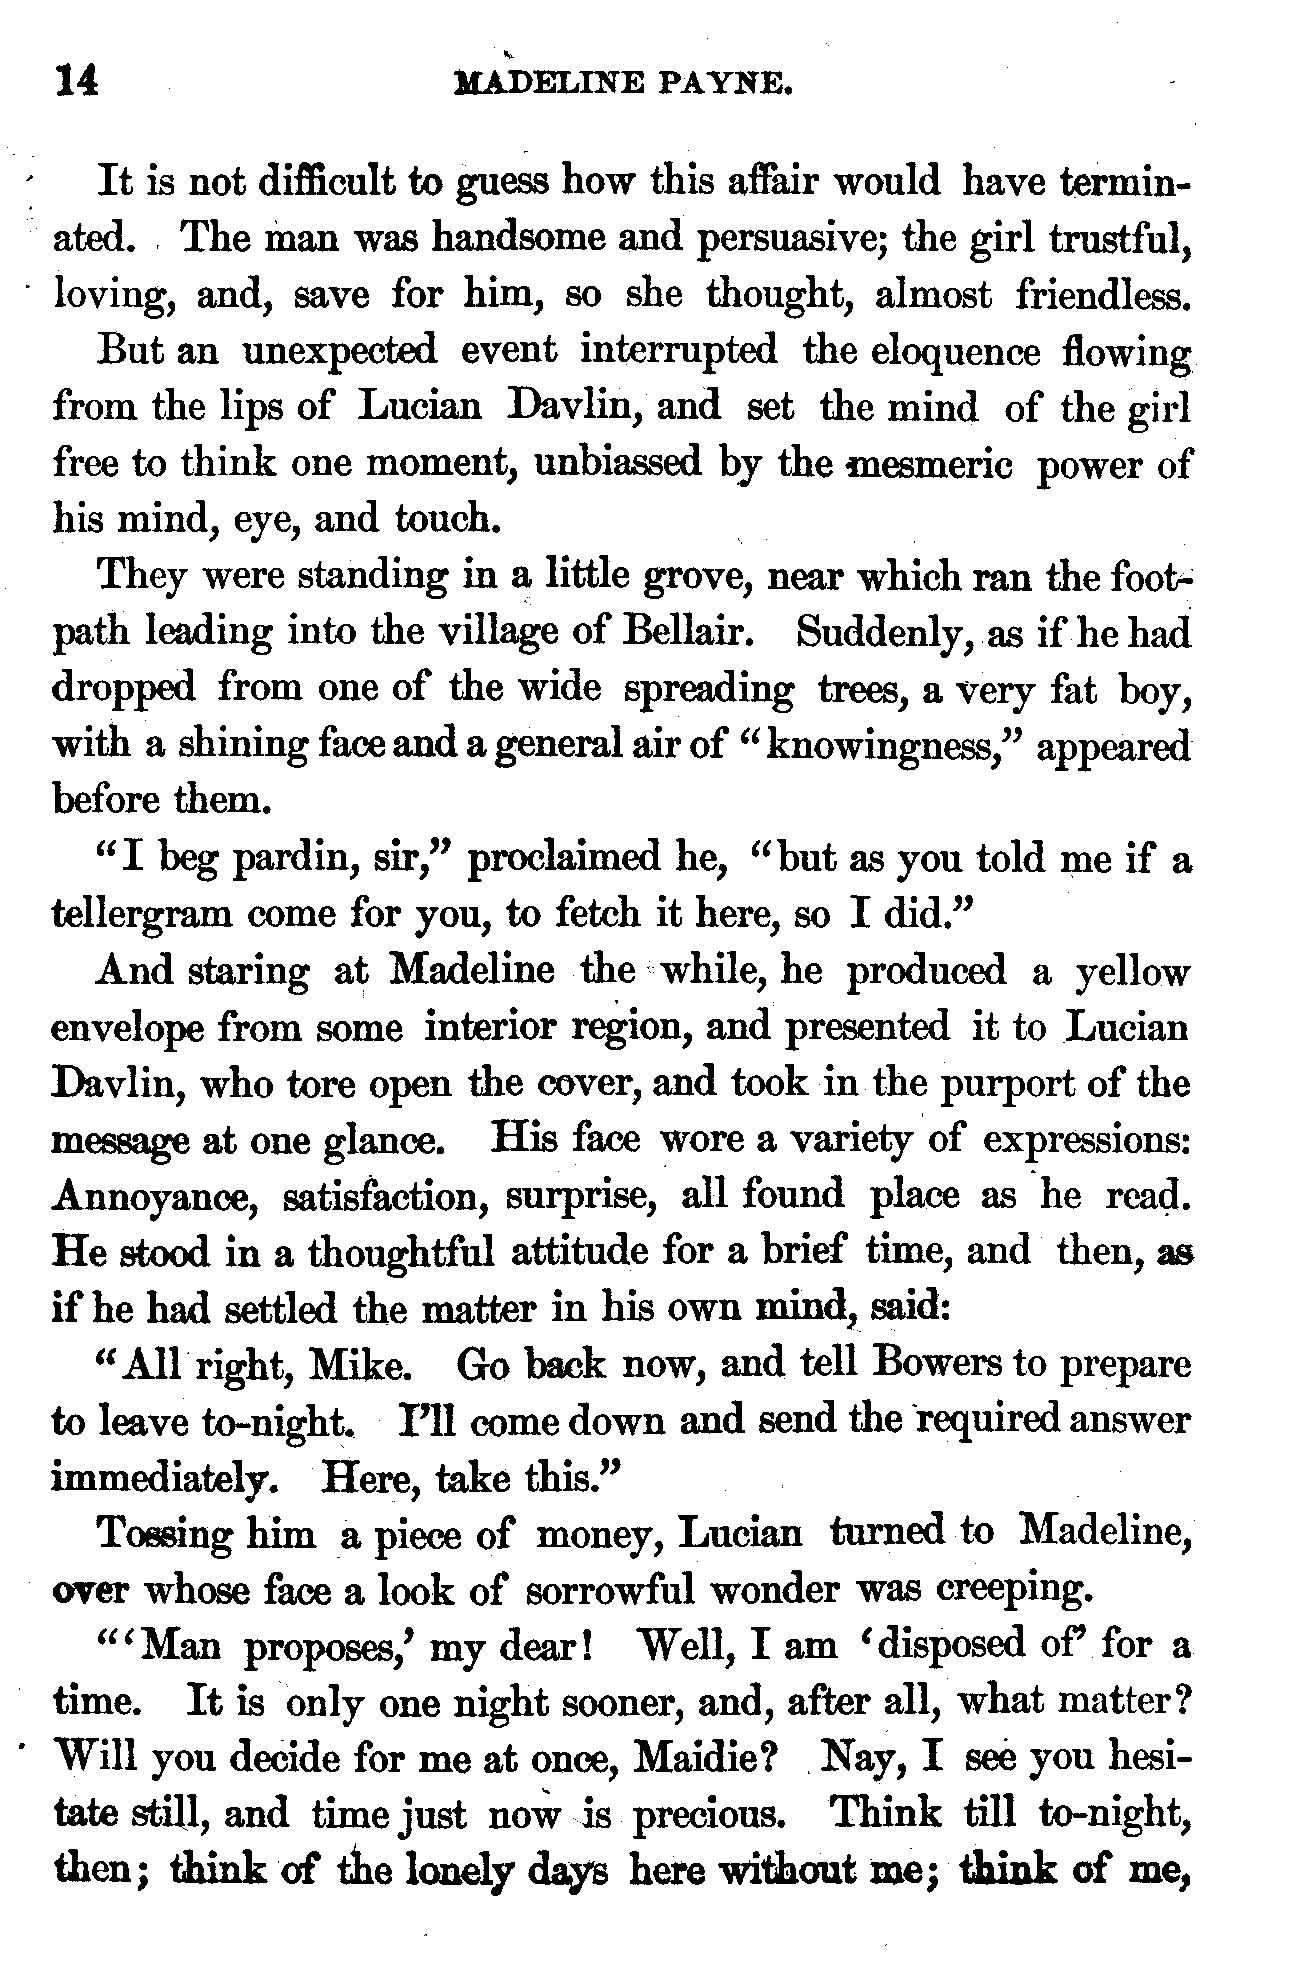 14 MADELINE PAYNE.
It is not difficult to guess how this affair would have termin-
ated. The man was handsome and persuasive; the girl trustful,
loving, and, save for him, so she thought, almost friendless.
But an unexpected event interrupted the eloquence flowing
from the lips of Lucian Davlin, and set the mind of the girl
free to think one moment, unbiassed by the mesmeric power of
his mind, eye, and touch.
They were standing in a little grove, near which ran the foot-
path leading into the village of Bellair. Suddenly, as if he had
dropped from one of the wide spreading trees, a very fat boy,
with a shining face and a general air of "knowingness," appeared
before them.
"I beg pardin, sir," proclaimed he, "but as you told me if a
tellergram come for you, to fetch it here, so I did."
And staring at Madeline the while, he produced a yellow
envelope from some interior region, and presented it to Lucian
Davlin, who tore open the cover, and took in the purport of the
message at one glance. His face wore a variety of expressions:
Annoyance, satisfaction, surprise, all found place as he read.
He stood in a thoughtful attitude for a brief time, and then, as
if he had settled the matter in his own mind, said:
"All right, Mike. Go back now, and tell Bowers to prepare
to leave to-night. I'll come down and send the required answer
immediately. Here, take this."
Tossing him a piece of money, Lucian turned to Madeline,
over whose face a look of sorrowful wonder was creeping.
"'Man proposes,' my dear! Well, I am 'disposed of' for a
time. It is only one night sooner, and, after all, what matter?
Will you decide for me at once, Maidie? Nay, I see you hesi-
tate still, and time just now is precious. Think till to-night,
then; think of the lonely days here without me; think of me,